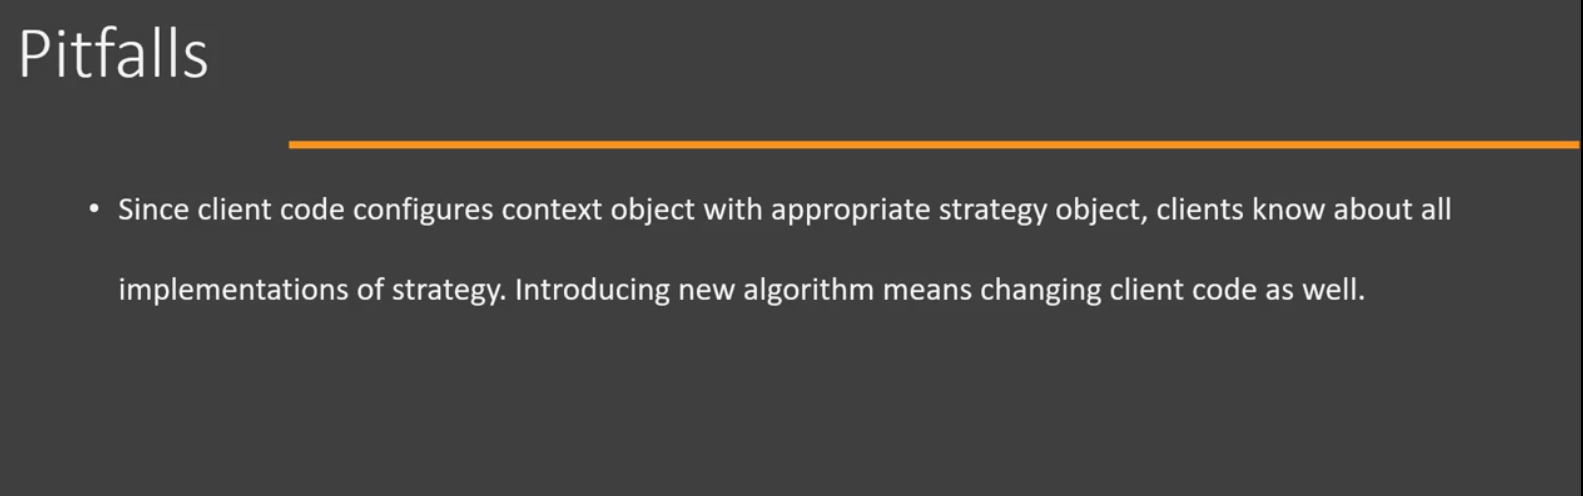 Pitfalls
• Since client code configures context object with appropriate strategy object, clients know about all
implementations of strategy. Introducing new algorithm means changing client code as well.